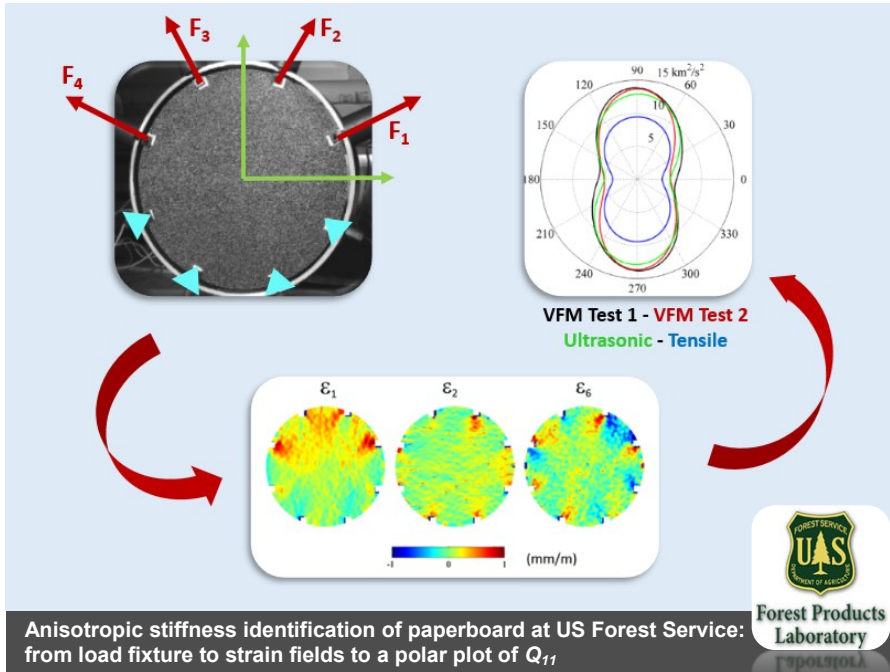 F3
F2
F4
F1
90
15 km²/s²
120
60
10
150
30
5
180
0
210
330
240
300
270
VFM Test 1 - VFM Test 2
Ultrasonic - Tensile
ε1
ε2
ε6
-1
0
1
(mm/m)
FOREST SERVICE
U S
DEPARTMENT OF AGRICULTURE
Forest Products
Laboratory
Anisotropic stiffness identification of paperboard at US Forest Service:
from load fixture to strain fields to a polar plot of Q11